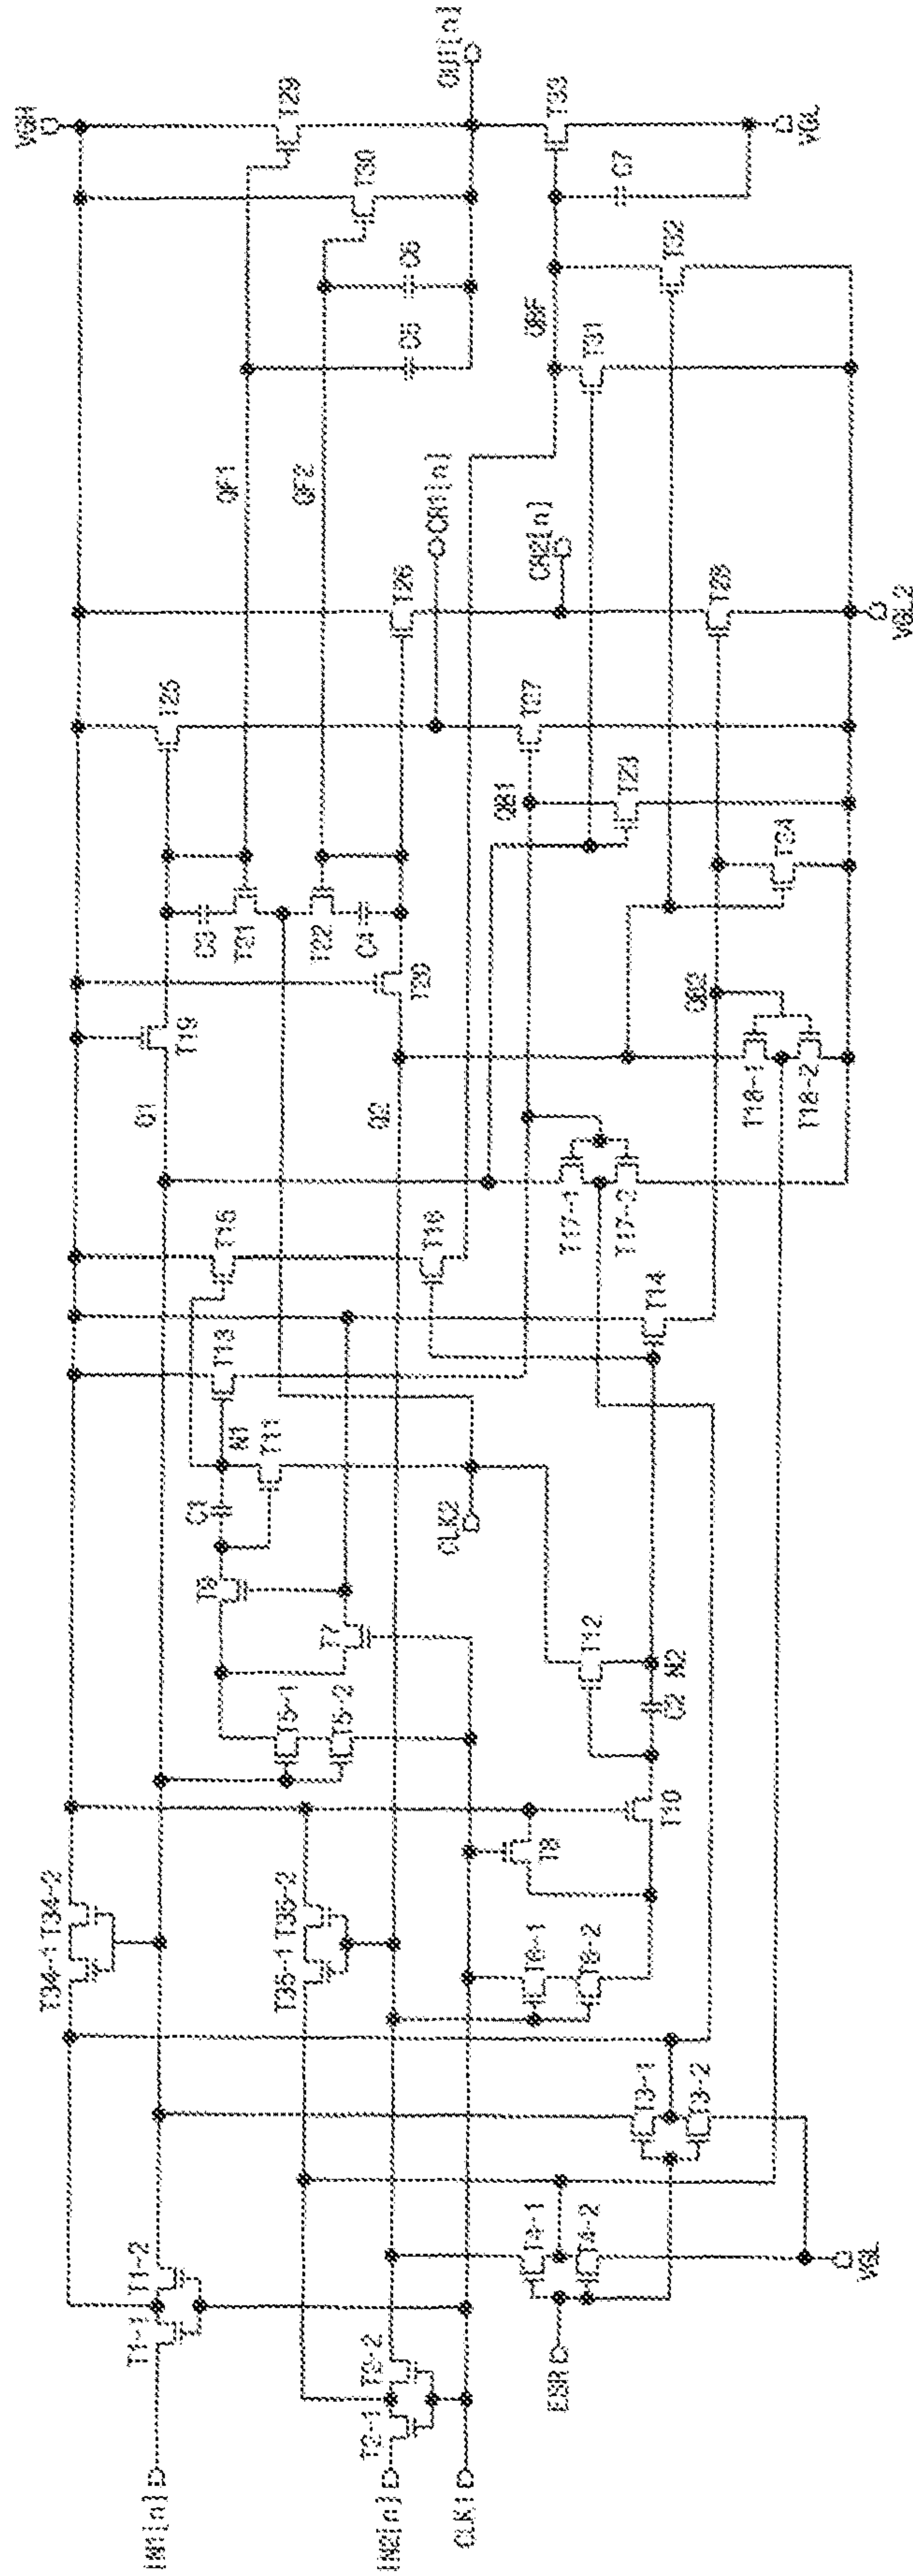 VGH
T34-1
T34-2
IN1[n]
T1-1
T1-2
Q1
T19
T25
T29
T13
T15
N1
C1
T11
T9
T7
T5-1
T5-2
C3
T21
T22
C4
QF1
QF2
T30
C5
C6
T35-1
T35-2
IN2[n]
T2-1
T2-2
Q2
T20
T26
T16
CR1[n]
OUT[n]
CLK1
CLK2
T6-1
T6-2
T8
T10
C2
N2
T12
T14
T4-1
T4-2
T3-1
T3-2
ESR
VGL
T17-1
T17-2
QB1
T27
T23
CR2[n]
QBF
T31
T32
T33
C7
VGL
T18-1
T18-2
QB2
T24
T28
VGL2